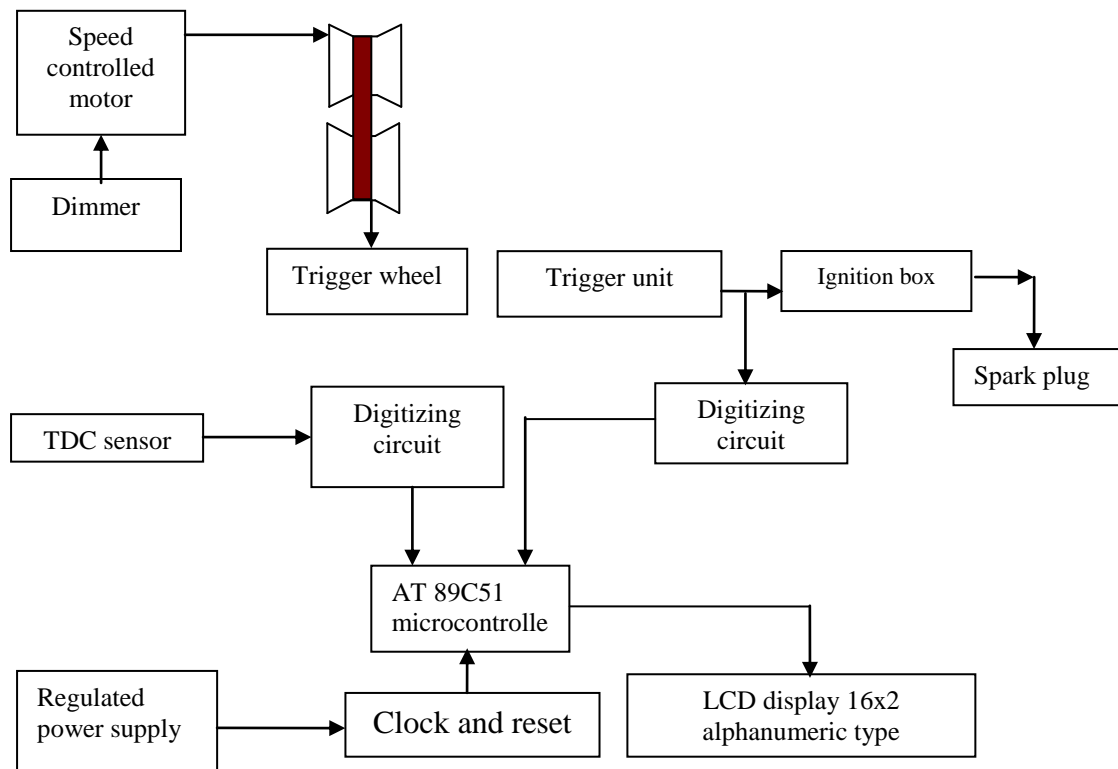 Speed
controlled
motor
Dimmer
Trigger wheel
Trigger unit
Ignition box
Spark plug
TDC sensor
Digitizing
circuit
Digitizing
circuit
AT 89C51
microcontrolle
Regulated
power supply
Clock and reset
LCD display 16x2
alphanumeric type